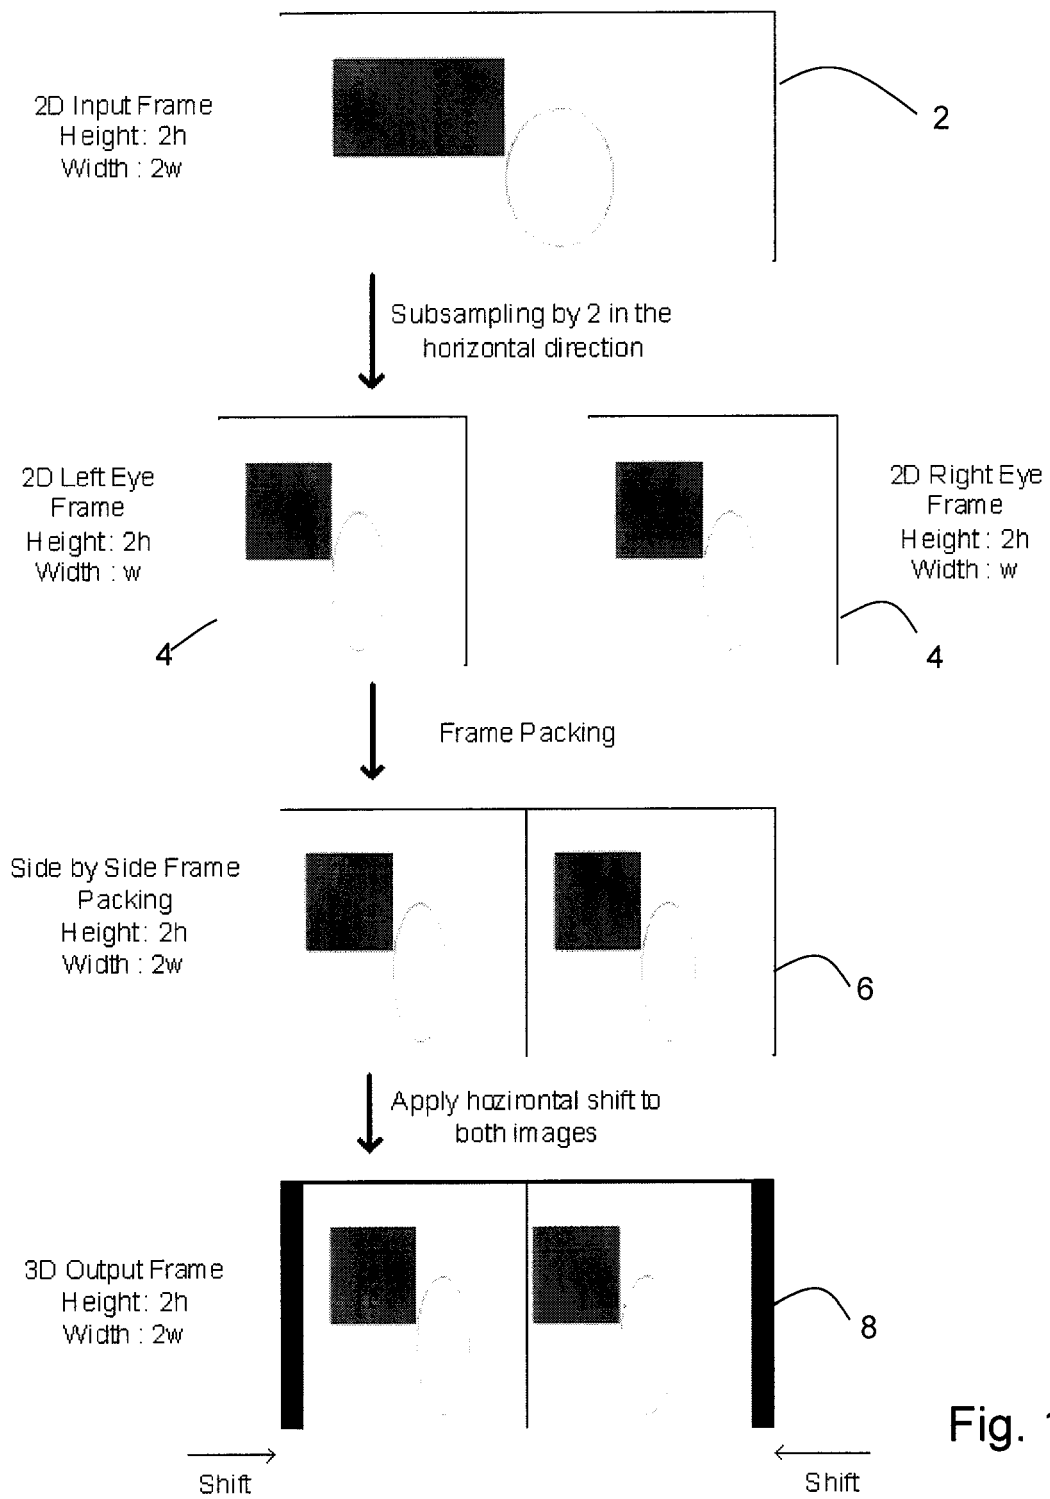 2D Input Frame
Height: 2h
Width : 2w
2
Subsampling by 2 in the
horizontal direction
2D Left Eye
Frame
Height: 2h
Width : w
4
2D Right Eye
Frame
Height: 2h
Width : w
4
Frame Packing
Side by Side Frame
Packing
Height: 2h
Width : 2w
6
Apply hozirontal shift to
both images
3D Output Frame
Height: 2h
Width : 2w
8
Shift
Shift
Fig.